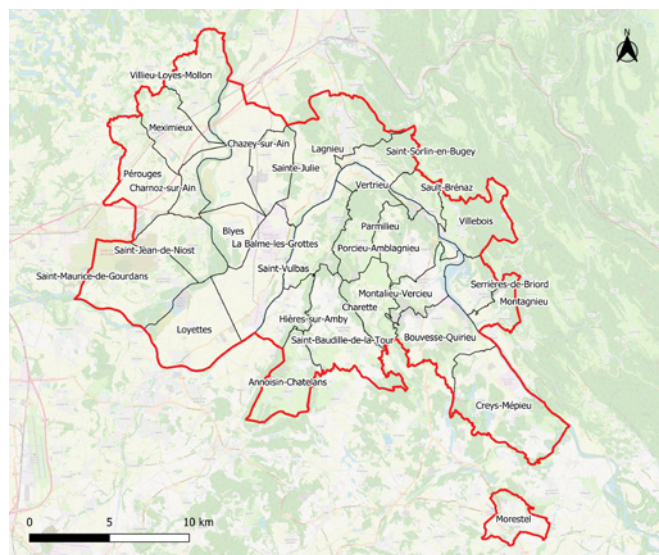 N
Villieu-Loyes-Mollon
Meximieux
Chazey-sur-Ain
Lagnieu
Saint-Sorlin-en-Bugey
Sainte-Julie
Pérouges
Charnoz-sur-Ain
Vertrieu
Sault-Brénaz
Villebois
Parmilieu
Blyes
La Balme-les-Grottes
Porcieu-Amblagnieu
Saint-Jean-de-Niost
Saint-Maurice-de-Gourdans
Saint-Vulbas
Serrières-de-Briord
Montalieu-Vercieu
Montagnieu
Charette
Hières-sur-Amby
Loyettes
Saint-Baudille-de-la-Tour
Bouvesse-Quirieu
Annoisin-Chatelans
Creys-Mépieu
Morestel
0 5 10 km